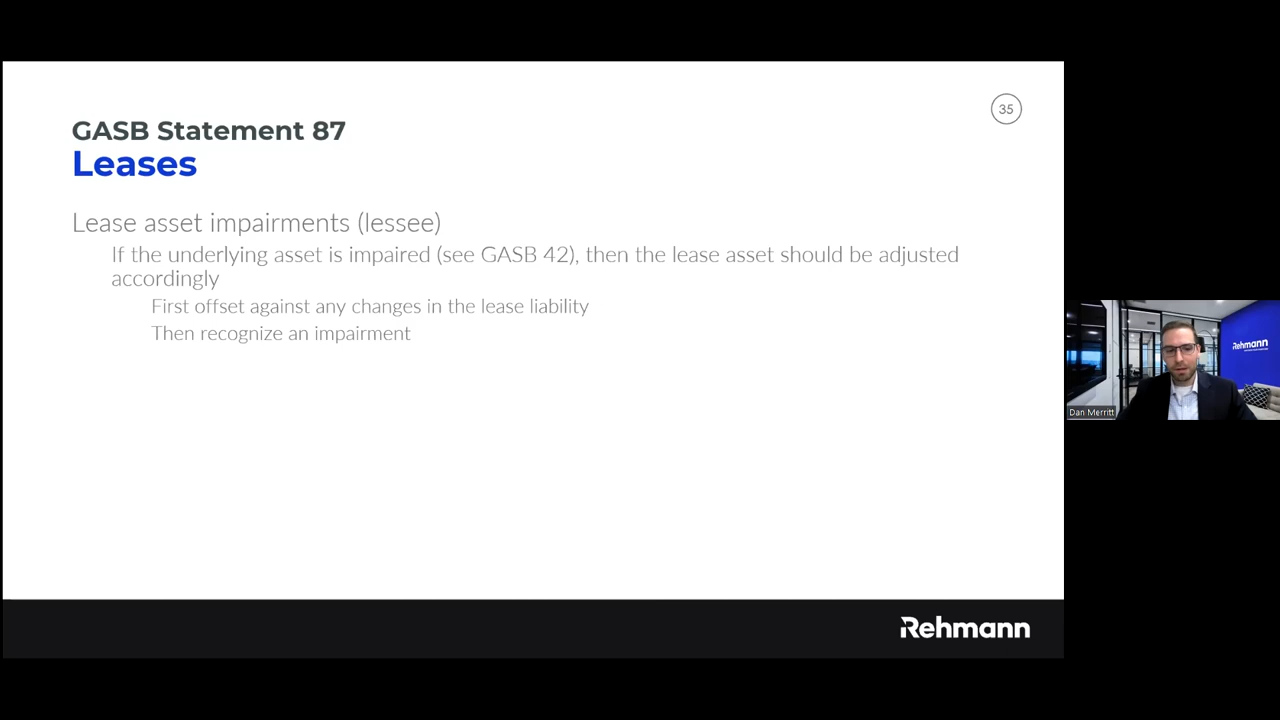 35
GASB Statement 87
Leases
Lease asset impairments (lessee)
If the underlying asset is impaired (see GASB 42), then the lease asset should be adjusted
accordingly
First offset against any changes in the lease liability
Then recognize an impairment
Rehmann
Dan Merritt
Rehmann